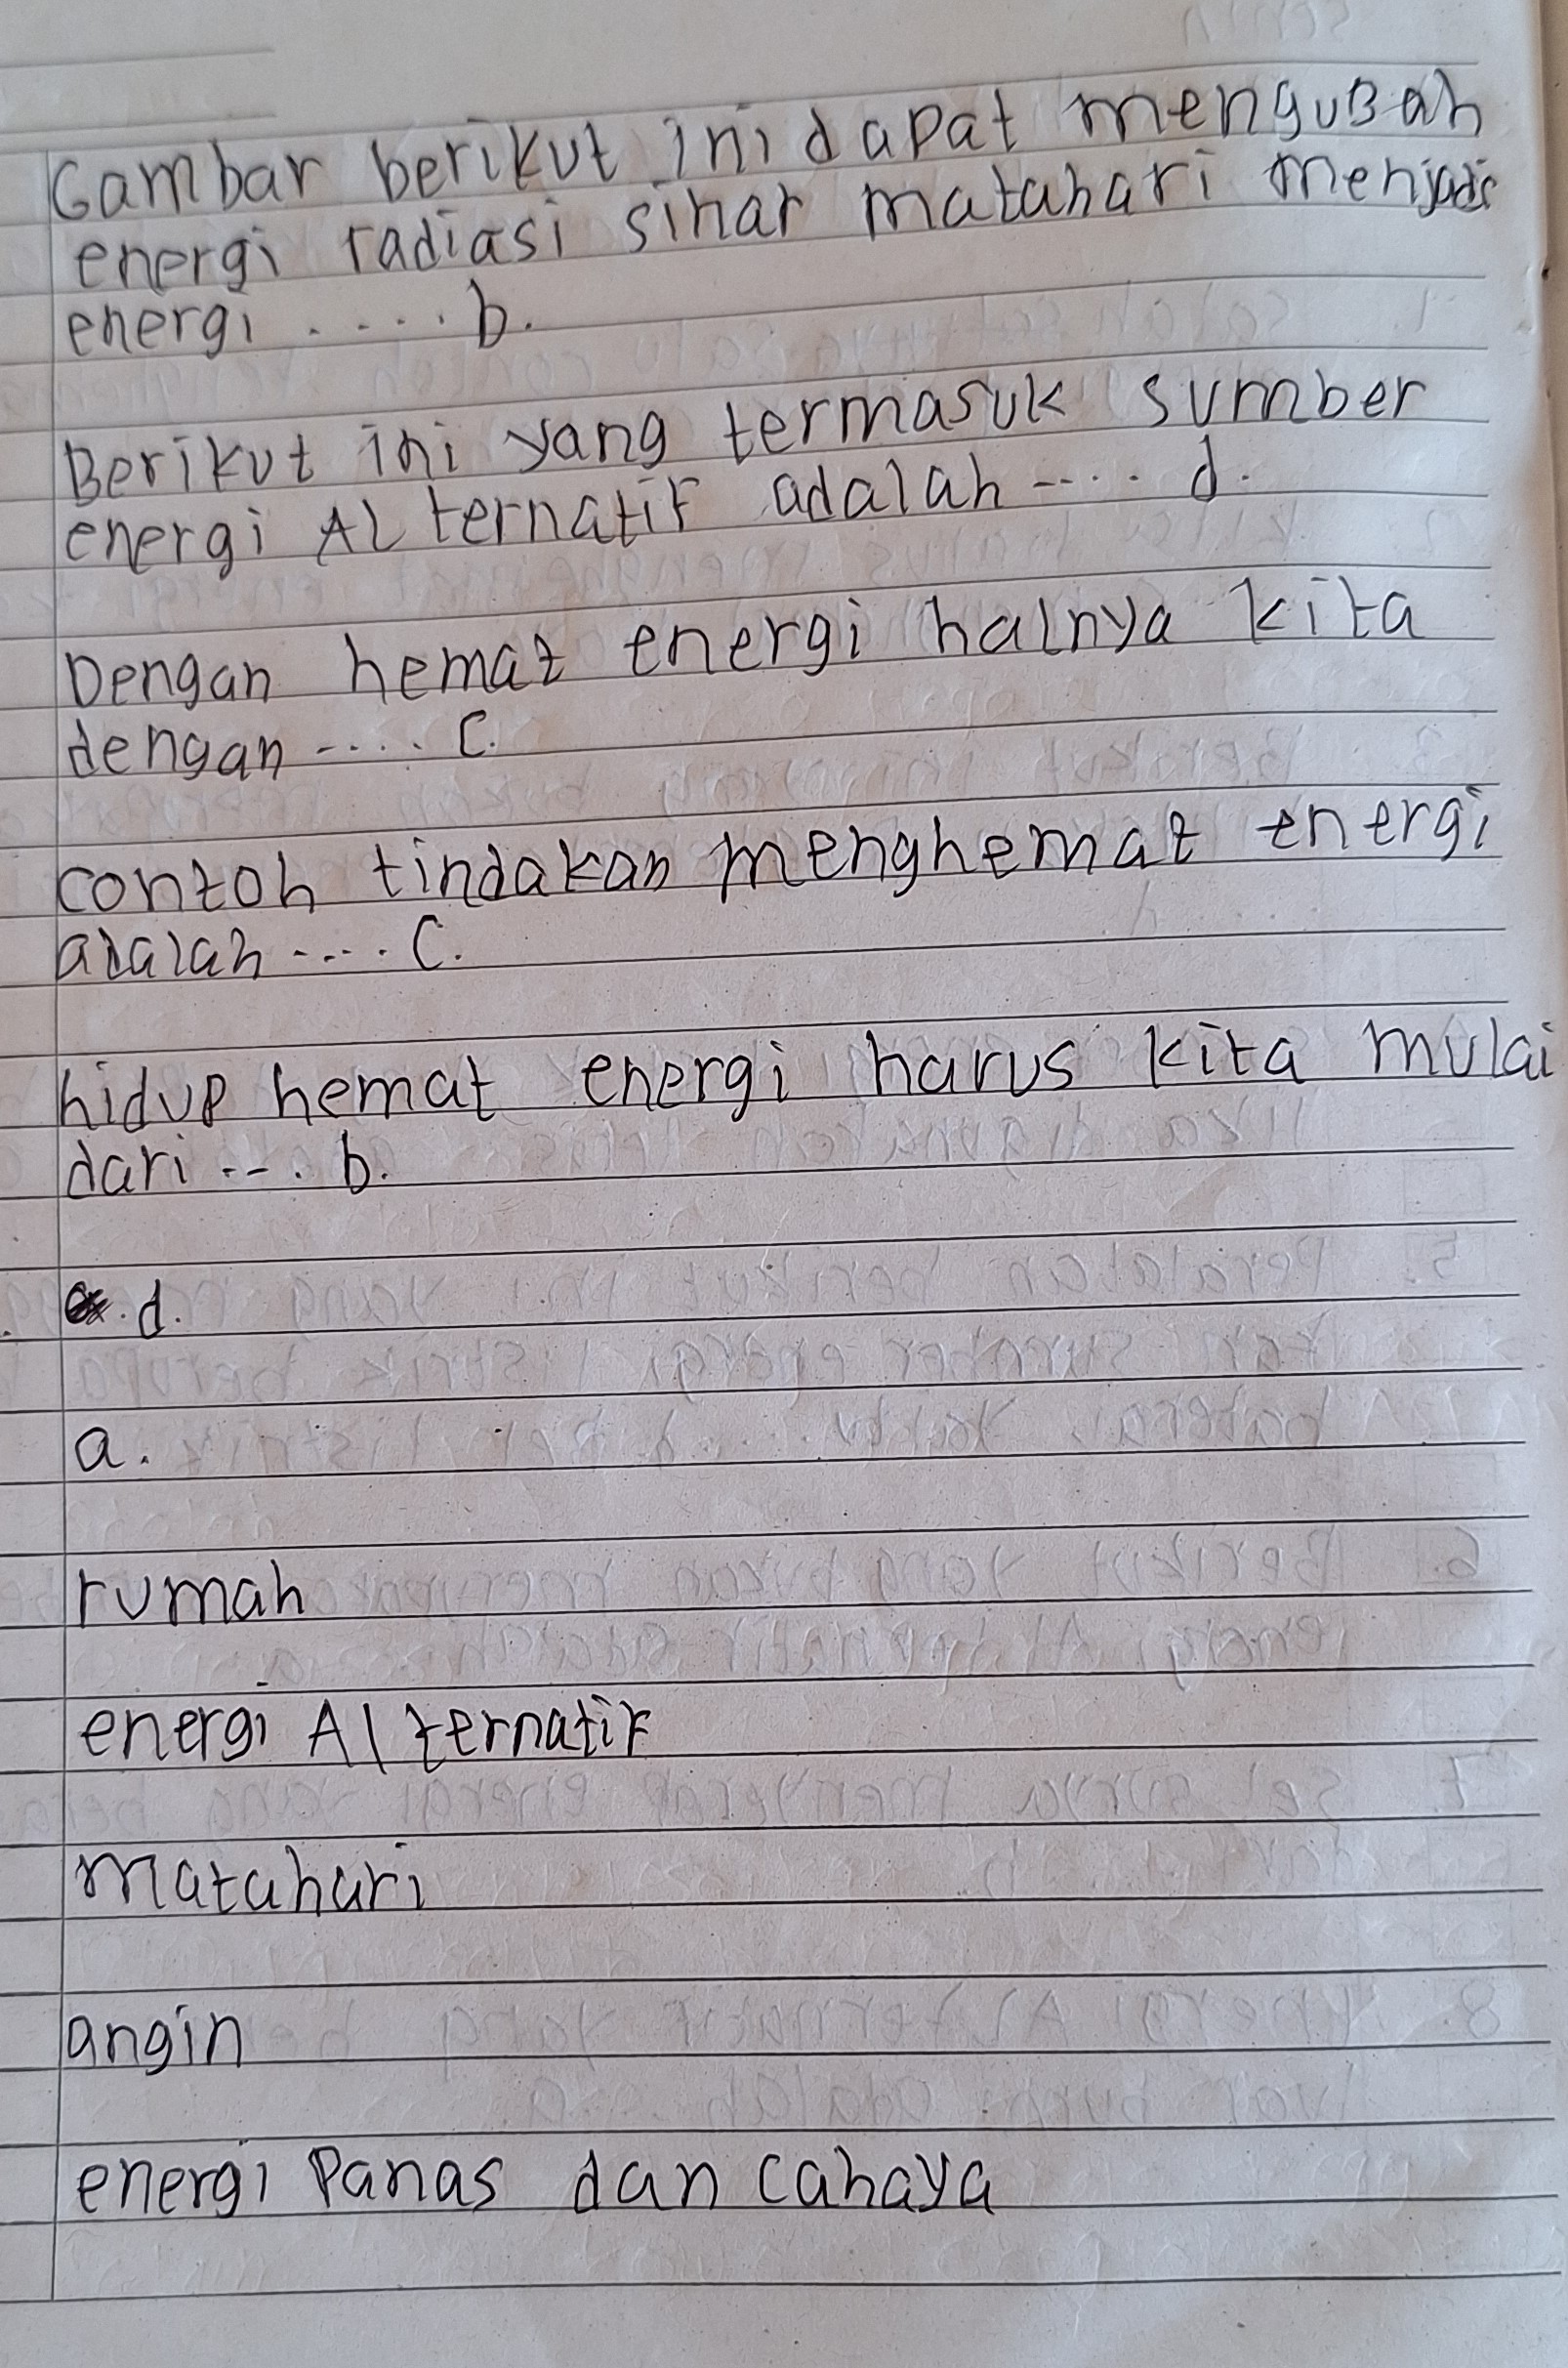 Gambar berikut ini dapat menguBah
energi radiasi sinar matahari menjadi
energi ..... b.
Berikut ini yang termasuk sumber
energi ALternatif adalah .... d.
Dengan hemat energi halnya kita
dengan ..... C.
contoh tindakan menghemat energi
adalah .... C.
hidup hemat energi harus kita mulai
dari .... b.
d.
a.
rumah
energi Alternatif
matahari
angin
energi Panas dan cahaya